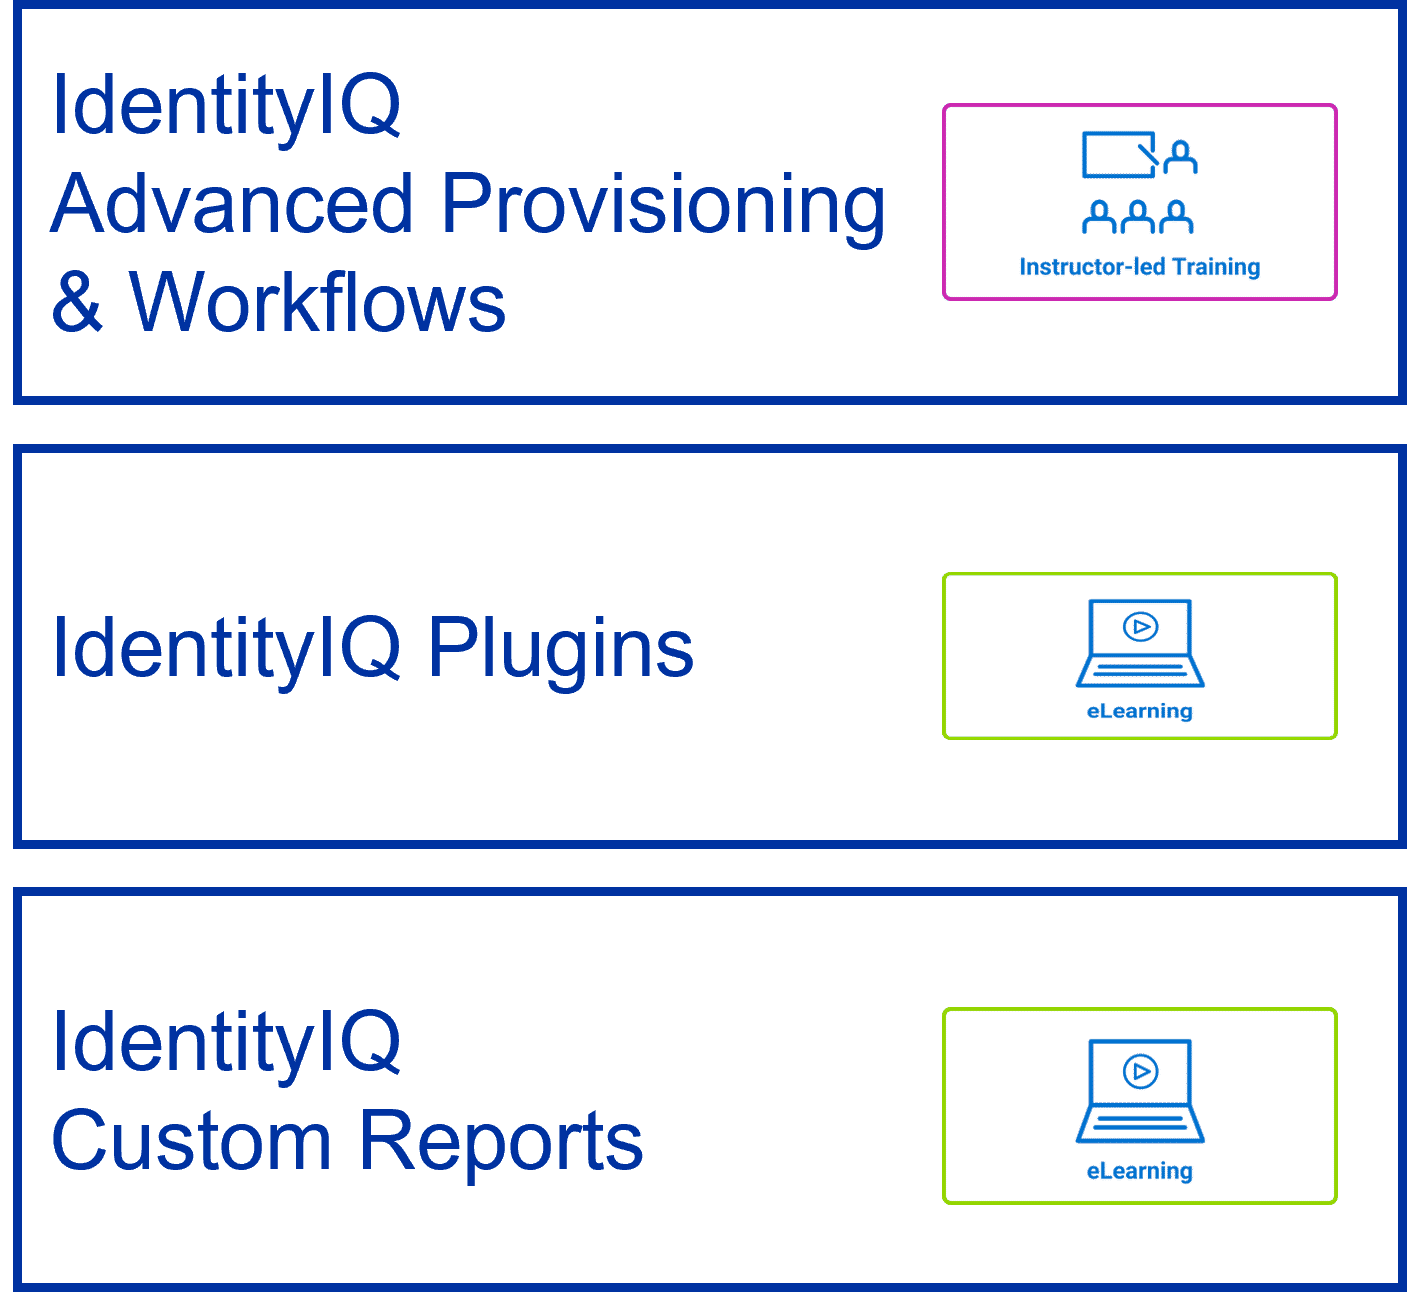 IdentityIQ
Advanced Provisioning
& Workflows
Instructor-led Training
IdentityIQ Plugins
eLearning
IdentityIQ
Custom Reports
eLearning